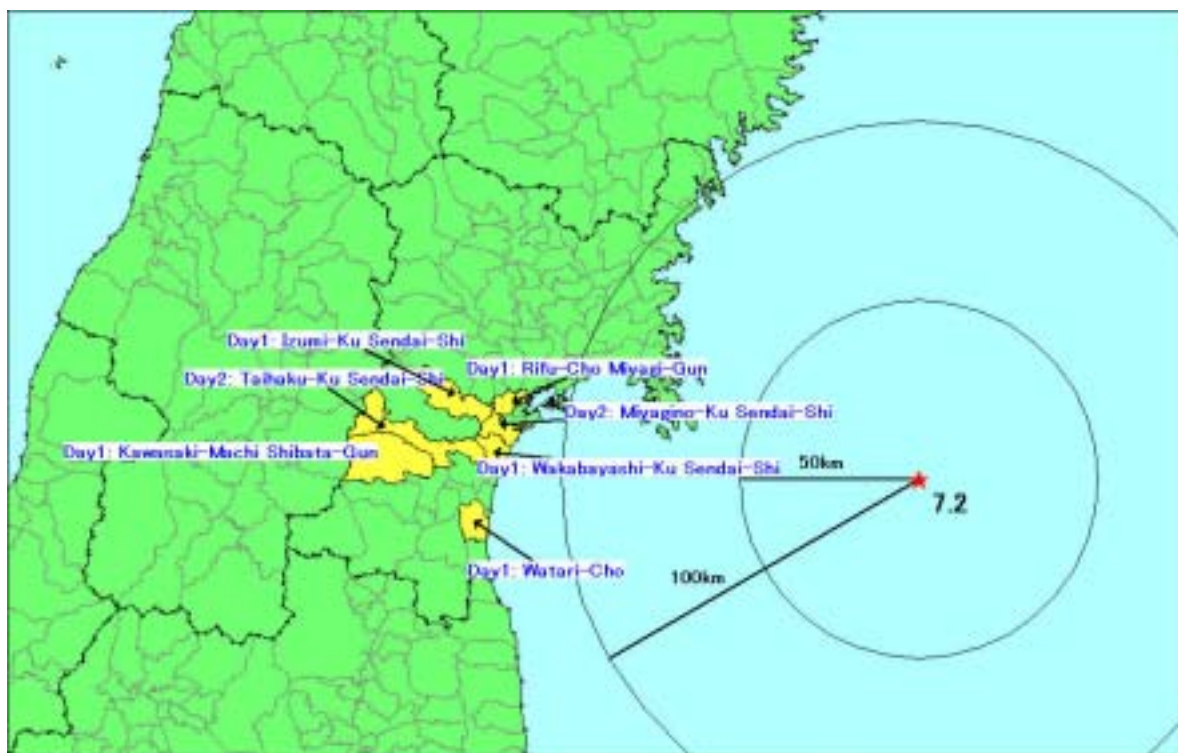 Day1: Izumi-Ku Sendai-Shi
Day1: Rifu-Cho Miyagi-Gun
Day2: Taihaku-Ku Sendai-Shi
Day2: Miyagino-Ku Sendai-Shi
Day1: Kawanaki-Machi Shibata-Gun
Day1: Wakabayashi-Ku Sendai-Shi
50km
7.2
Day1: Watari-Cho
100km